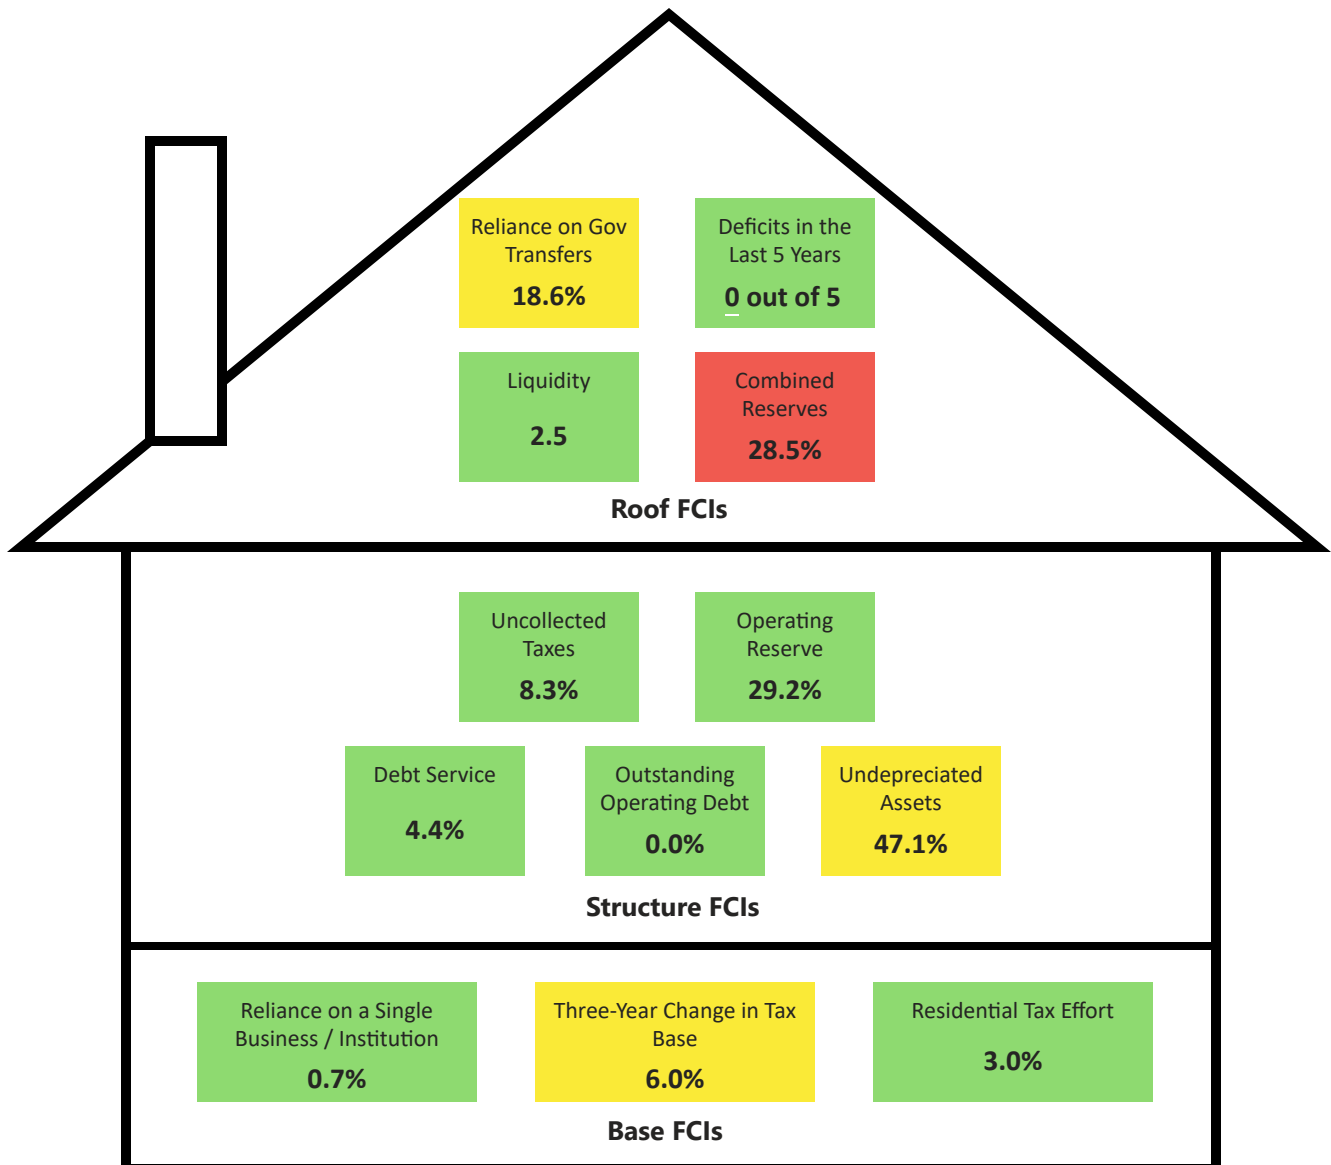 Reliance on Gov
Transfers
18.6%
Deficits in the
Last 5 Years
0 out of 5
Liquidity
2.5
Combined
Reserves
28.5%
Roof FCIs
Uncollected
Taxes
8.3%
Operating
Reserve
29.2%
Debt Service
4.4%
Outstanding
Operating Debt
0.0%
Undepreciated
Assets
47.1%
Structure FCIs
Reliance on a Single
Business / Institution
0.7%
Three-Year Change in Tax
Base
6.0%
Residential Tax Effort
3.0%
Base FCIs